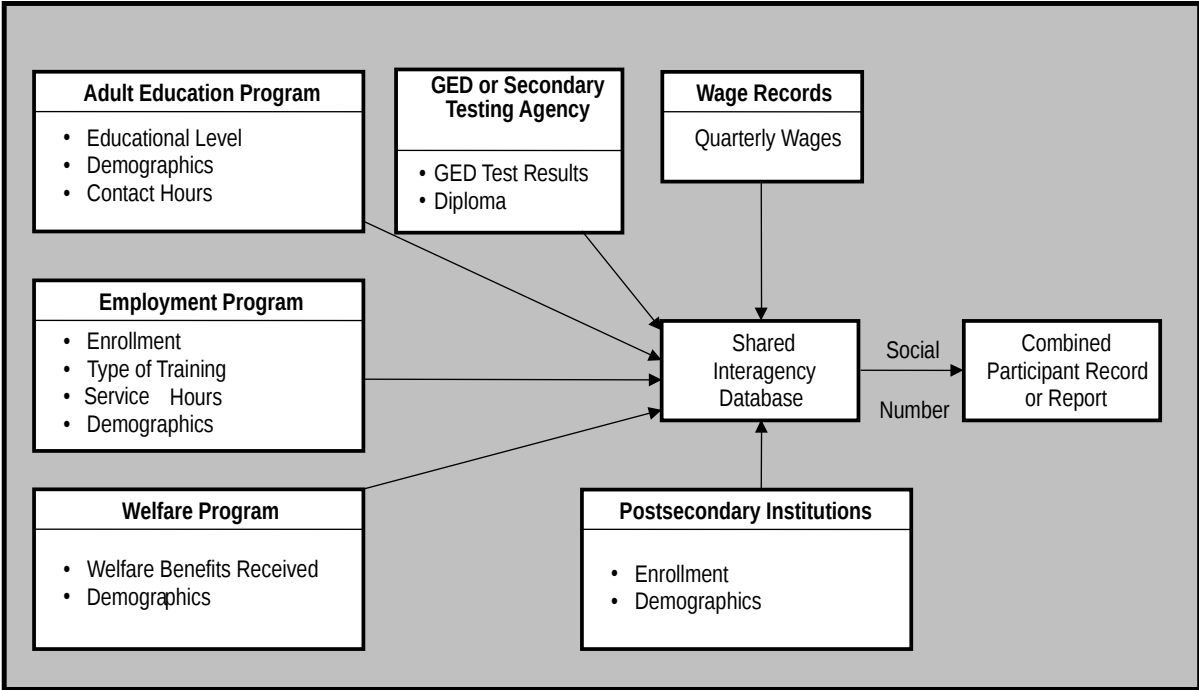 Adult Education Program
• Educational Level
• Demographics
• Contact Hours
GED or Secondary
Testing Agency
• GED Test Results
• Diploma
Wage Records
Quarterly Wages
Employment Program
• Enrollment
• Type of Training
• Service Hours
• Demographics
Shared
Interagency
Database
Social
Number
Combined
Participant Record
or Report
Welfare Program
• Welfare Benefits Received
• Demographics
Postsecondary Institutions
• Enrollment
• Demographics